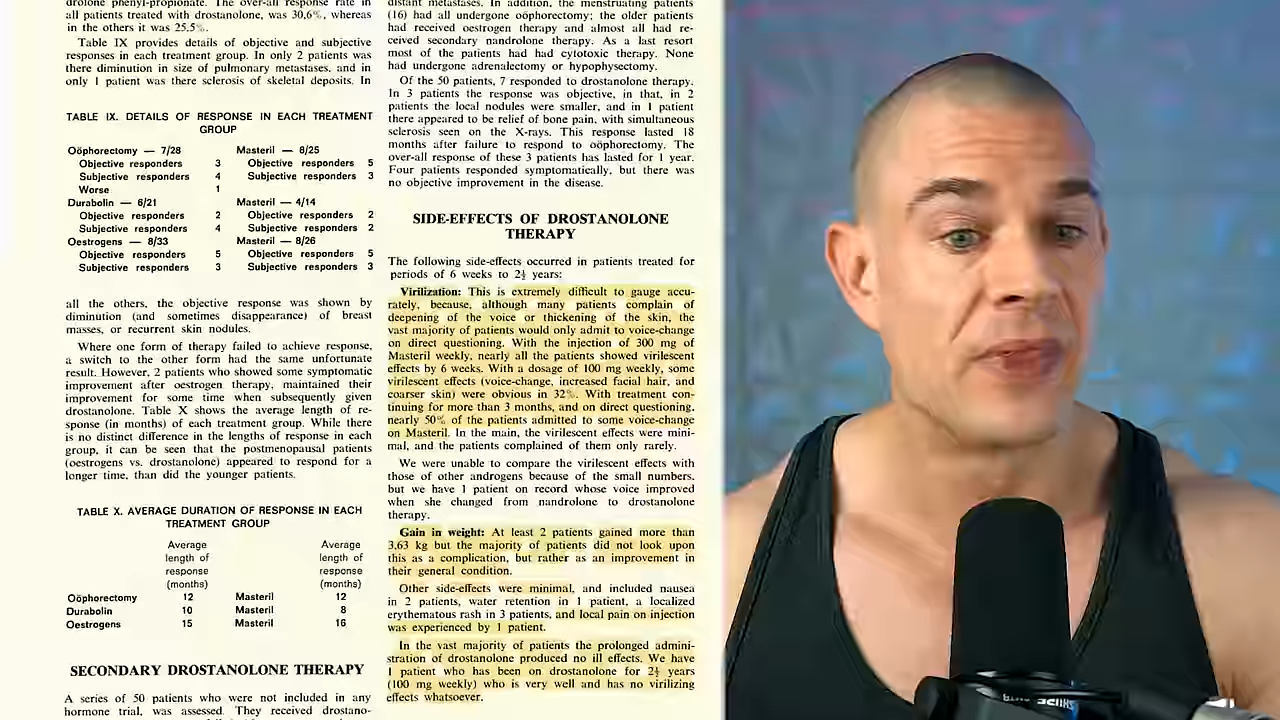 drolone phenyl-propionate. The over-all response rate in
all patients treated with drostanolone, was 30,6%, whereas
in the others it was 25.5%.
Table IX provides details of objective and subjective
responses in each treatment group. In only 2 patients was
there diminution in size of pulmonary metastases, and in
only 1 patient was there sclerosis of skeletal deposits. In
TABLE IX. DETAILS OF RESPONSE IN EACH TREATMENT
GROUP
Oöphorectomy — 7/28 Masteril — 8/25
Objective responders 3 Objective responders 5
Subjective responders 4 Subjective responders 3
Worse 1
Durabolin — 6/21 Masteril — 4/14
Objective responders 2 Objective responders 2
Subjective responders 4 Subjective responders 2
Oestrogens — 8/33 Masteril — 8/26
Objective responders 5 Objective responders 5
Subjective responders 3 Subjective responders 3
all the others, the objective response was shown by
diminution (and sometimes disappearance) of breast
masses, or recurrent skin nodules.
Where one form of therapy failed to achieve response,
a switch to the other form had the same unfortunate
result. However, 2 patients who showed some symptomatic
improvement after oestrogen therapy, maintained their
improvement for some time when subsequently given
drostanolone. Table X shows the average length of re-
sponse (in months) of each treatment group. While there
is no distinct difference in the lengths of response in each
group, it can be seen that the postmenopausal patients
(oestrogens vs. drostanolone) appeared to respond for a
longer time, than did the younger patients.
TABLE X. AVERAGE DURATION OF RESPONSE IN EACH
TREATMENT GROUP
Average Average
length of length of
response response
(months) (months)
Oöphorectomy 12 Masteril 12
Durabolin 10 Masteril 8
Oestrogens 15 Masteril 16
SECONDARY DROSTANOLONE THERAPY
A series of 50 patients who were not included in any
hormone trial, was assessed. They received drostano-
distant metastases. In addition, the menstruating patients
(16) had all undergone oöphorectomy; the older patients
had received oestrogen therapy and almost all had re-
ceived secondary nandrolone therapy. As a last resort
most of the patients had had cytotoxic therapy. None
had undergone adrenalectomy or hypophysectomy.
Of the 50 patients, 7 responded to drostanolone therapy.
In 3 patients the response was objective, in that, in 2
patients the local nodules were smaller, and in 1 patient
there appeared to be relief of bone pain, with simultaneous
sclerosis seen on the X-rays. This response lasted 18
months after failure to respond to oöphorectomy. The
over-all response of these 3 patients has lasted for 1 year.
Four patients responded symptomatically, but there was
no objective improvement in the disease.
SIDE-EFFECTS OF DROSTANOLONE
THERAPY
The following side-effects occurred in patients treated for
periods of 6 weeks to 2½ years:
Virilization: This is extremely difficult to gauge accu-
rately, because, although many patients complain of
deepening of the voice or thickening of the skin, the
vast majority of patients would only admit to voice-change
on direct questioning. With the injection of 300 mg of
Masteril weekly, nearly all the patients showed virilescent
effects by 6 weeks. With a dosage of 100 mg weekly, some
virilescent effects (voice-change, increased facial hair, and
coarser skin) were obvious in 32%. With treatment con-
tinuing for more than 3 months, and on direct questioning,
nearly 50% of the patients admitted to some voice-change
on Masteril. In the main, the virilescent effects were mini-
mal, and the patients complained of them only rarely.
We were unable to compare the virilescent effects with
those of other androgens because of the small numbers,
but we have 1 patient on record whose voice improved
when she changed from nandrolone to drostanolone
therapy.
Gain in weight: At least 2 patients gained more than
3,63 kg but the majority of patients did not look upon
this as a complication, but rather as an improvement in
their general condition.
Other side-effects were minimal, and included nausea
in 2 patients, water retention in 1 patient, a localized
erythematous rash in 3 patients, and local pain on injection
was experienced by 1 patient.
In the vast majority of patients the prolonged admini-
stration of drostanolone produced no ill effects. We have
1 patient who has been on drostanolone for 2½ years
(100 mg weekly) who is very well and has no virilizing
effects whatsoever.